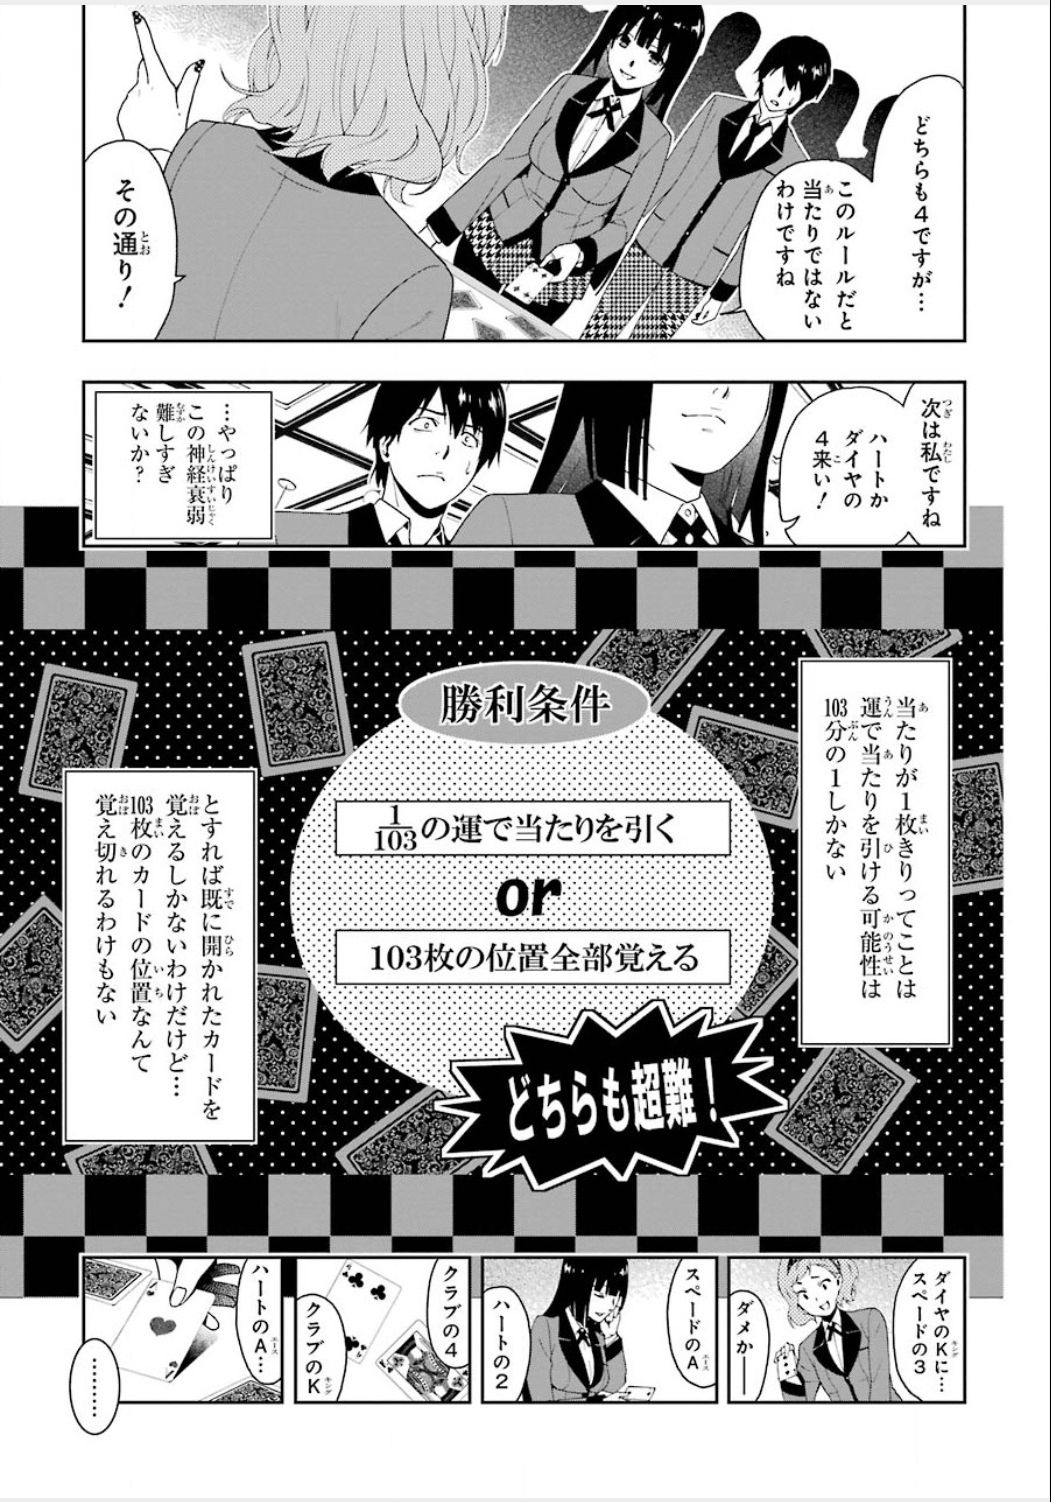 どちらも4ですが…
このルールだと
当たりではない
わけですね
その通り！
次は私ですね
ハートか
ダイヤの
4来い！
…やっぱり
この神経衰弱
難しすぎ
ないか？
勝利条件
当たりが1枚きりってことは
運で当たりを引ける可能性は
103分の1しかない
1/103の運で当たりを引く
or
103枚の位置全部覚える
どちらも超難！
とすれば既に開かれたカードを
覚えるしかないわけだけど…
103枚のカードの位置なんて
覚え切れるわけもない
ダイヤのKに…
スペードの3
ダメかー
スペードのA
ハートの2
クラブの4
クラブのK
ハートのA…
………